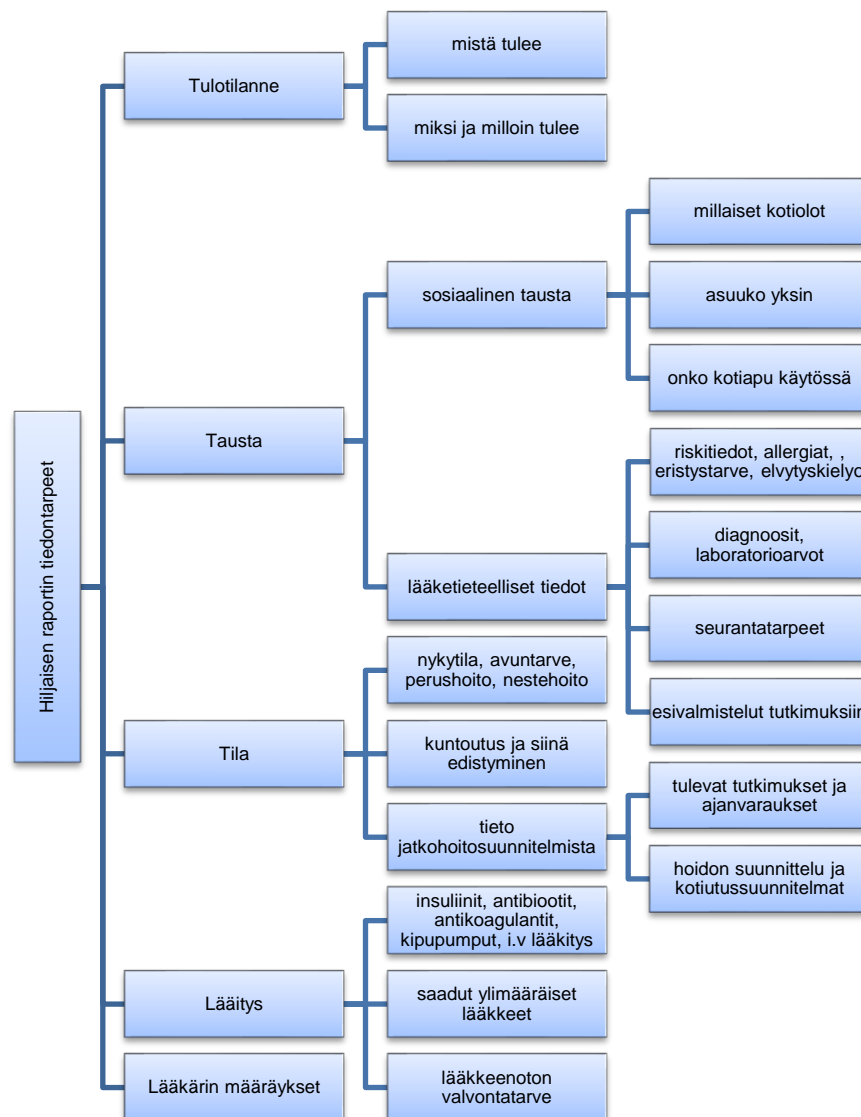 Hiljaisen raportin tiedontarpeet
Tulotilanne
mistä tulee
miksi ja milloin tulee
Tausta
sosiaalinen tausta
millaiset kotiolot
asuuko yksin
onko kotiapu käytössä
lääketieteelliset tiedot
riskitiedot, allergiat, ,
eristystarve, elvytyskielyo
diagnoosit,
laboratorioarvot
seurantatarpeet
esivalmistelut tutkimuksiin
Tila
nykytila, avuntarve,
perushoito, nestehoito
kuntoutus ja siinä
edistyminen
tieto
jatkohoitosuunnitelmista
tulevat tutkimukset ja
ajanvaraukset
hoidon suunnittelu ja
kotiutussuunnitelmat
Lääitys
insuliinit, antibiootit,
antikoagulantit,
kipupumput, i.v lääkitys
saadut ylimääräiset
lääkkeet
lääkkeenoton
valvontatarve
Lääkärin määräykset